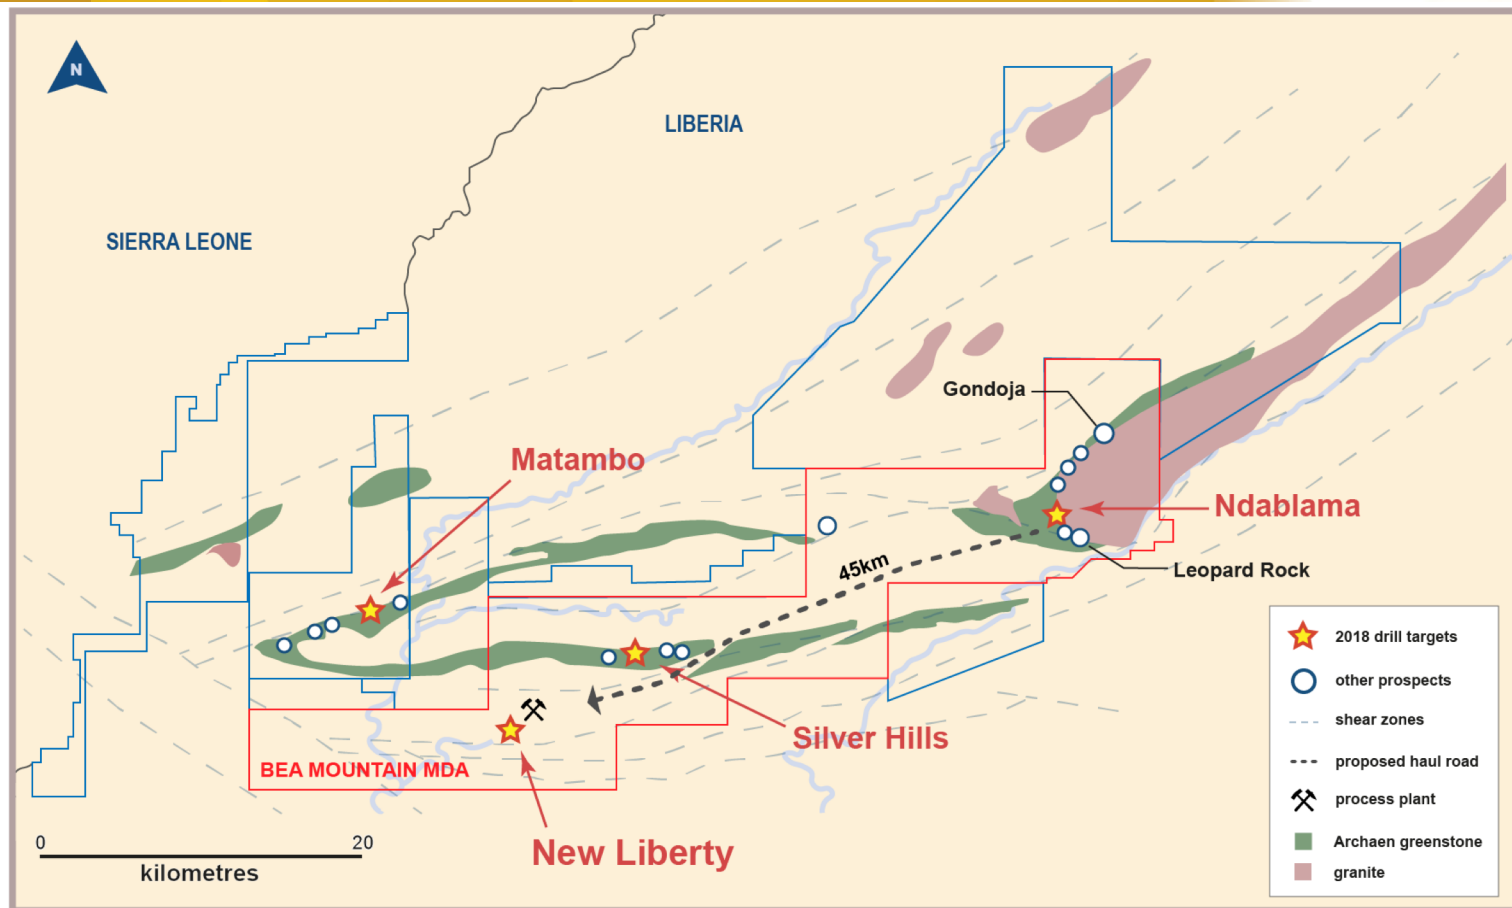 N
LIBERIA
SIERRA LEONE
Gondoja
Matambo
Ndablama
45km
Leopard Rock
Silver Hills
BEA MOUNTAIN MDA
New Liberty
0 20
kilometres
2018 drill targets
other prospects
shear zones
proposed haul road
process plant
Archaen greenstone
granite